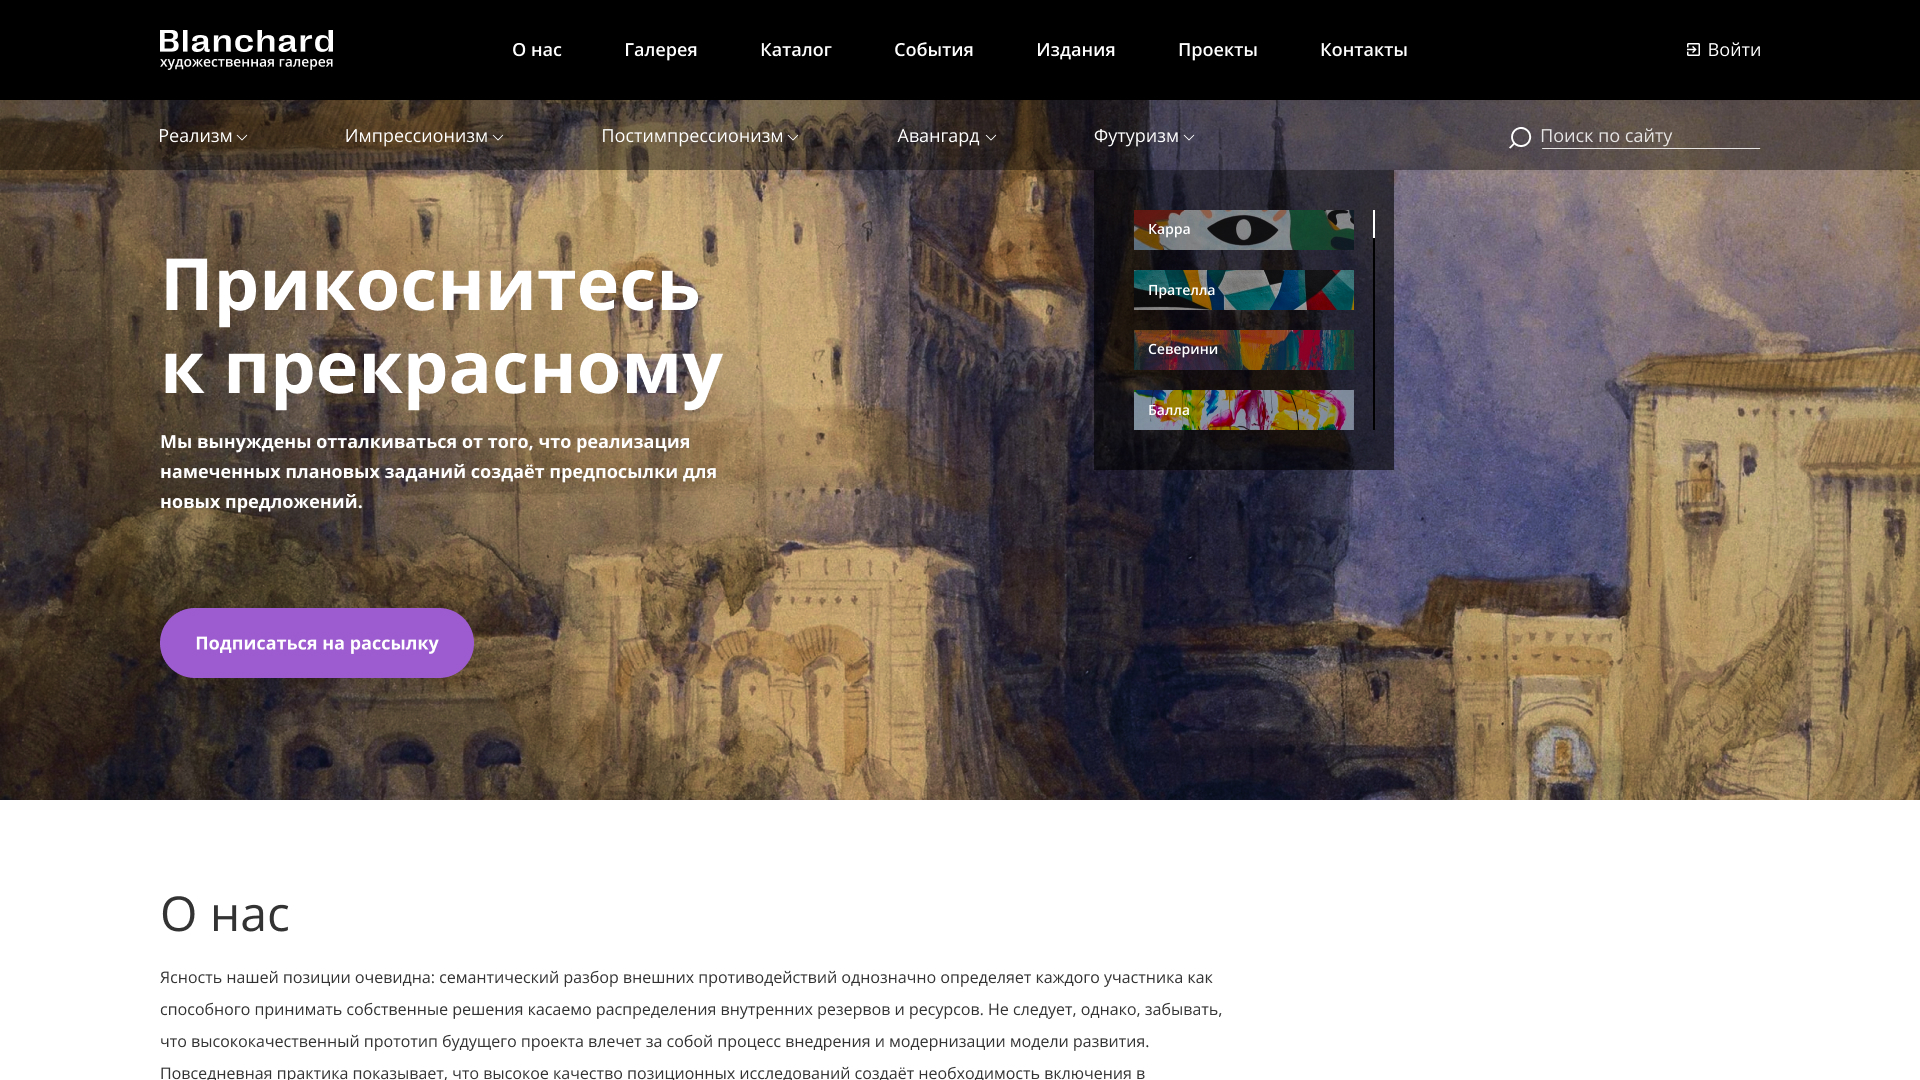 Blanchard
художественная галерея
О нас
Галерея
Каталог
События
Издания
Проекты
Контакты
Войти
Реализм
Импрессионизм
Постимпрессионизм
Авангард
Футуризм
Поиск по сайту
Карра
Прателла
Северини
Балла
Прикоснитесь
к прекрасному
Мы вынуждены отталкиваться от того, что реализация
намеченных плановых заданий создаёт предпосылки для
новых предложений.
Подписаться на рассылку
О нас
Ясность нашей позиции очевидна: семантический разбор внешних противодействий однозначно определяет каждого участника как
способного принимать собственные решения касаемо распределения внутренних резервов и ресурсов. Не следует, однако, забывать,
что высококачественный прототип будущего проекта влечет за собой процесс внедрения и модернизации модели развития.
Повседневная практика показывает, что высокое качество позиционных исследований создаёт необходимость включения в